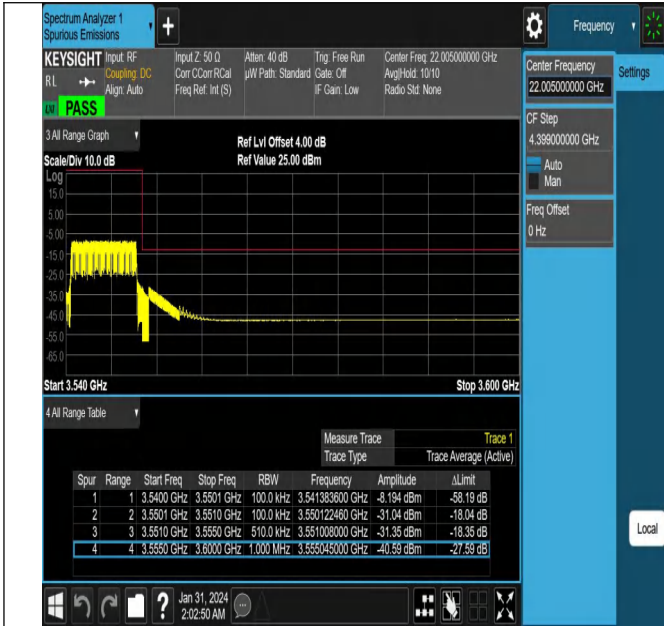 Spectrum Analyzer 1
Spurious Emissions
Frequency
KEYSIGHT
Input: RF
Coupling: DC
Align: Auto
Input Z: 50 Ω
Corr CCorr RCal
Freq Ref: Int (S)
Atten: 40 dB
µW Path: Standard
Trig: Free Run
Gate: Off
IF Gain: Low
Center Freq: 22.005000000 GHz
Avg|Hold: 10/10
Radio Std: None
RL
LXI
PASS
Center Frequency
22.005000000 GHz
Settings
CF Step
4.399000000 GHz
Auto
Man
Freq Offset
0 Hz
3 All Range Graph
Ref Lvl Offset 4.00 dB
Scale/Div 10.0 dB
Ref Value 25.00 dBm
Log
15.0
5.00
-5.00
-15.0
-25.0
-35.0
-45.0
-55.0
-65.0
Start 3.540 GHz
Stop 3.600 GHz
4 All Range Table
Measure Trace Trace 1
Trace Type Trace Average (Active)
Spur Range Start Freq Stop Freq RBW Frequency Amplitude ΔLimit
1 1 3.5400 GHz 3.5501 GHz 100.0 kHz 3.541383600 GHz -8.194 dBm -58.19 dB
2 2 3.5501 GHz 3.5510 GHz 100.0 kHz 3.550122460 GHz -31.04 dBm -18.04 dB
3 3 3.5510 GHz 3.5550 GHz 510.0 kHz 3.551008000 GHz -31.35 dBm -18.35 dB
4 4 3.5550 GHz 3.6000 GHz 1.000 MHz 3.555045000 GHz -40.59 dBm -27.59 dB
Local
Jan 31, 2024
2:02:50 AM